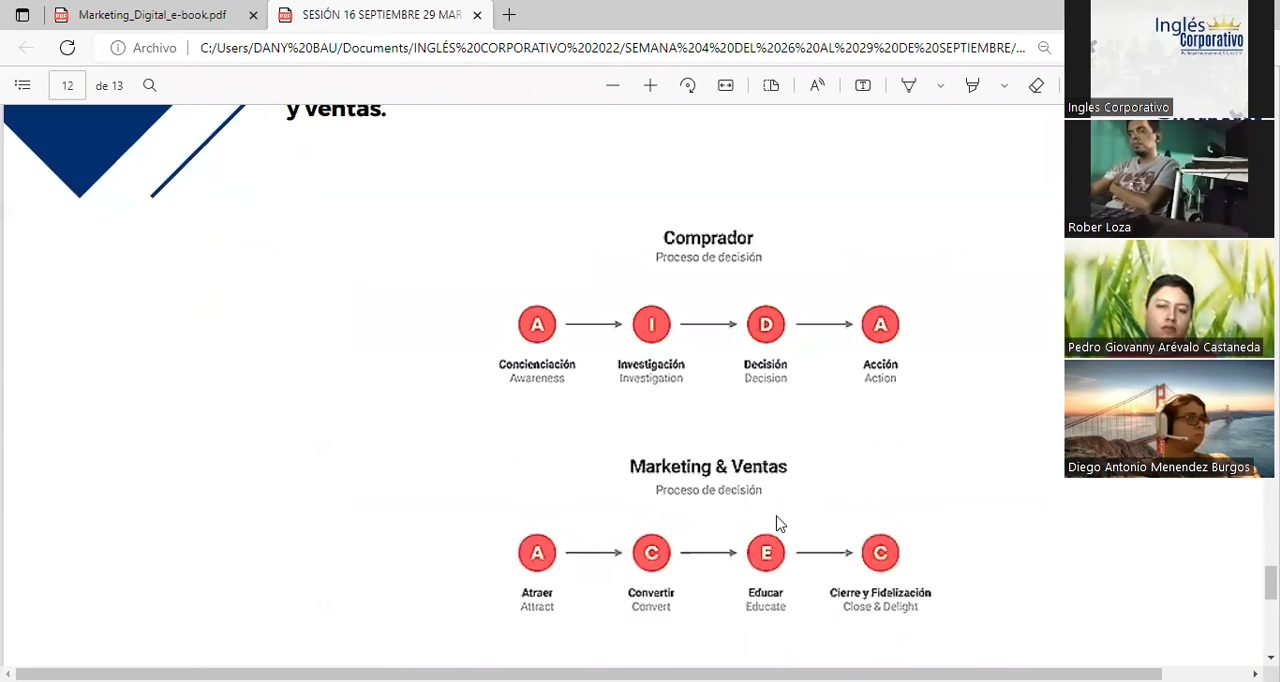 Marketing_Digital_e-book.pdf
SESIÓN 16 SEPTIEMBRE 29 MAR
Archivo
C:/Users/DANY%20BAU/Documents/INGLÉS%20CORPORATIVO%202022/SEMANA%204%20DEL%2026%20AL%2029%20DE%20SEPTIEMBRE/...
12
de 13
y ventas.
Comprador
Proceso de decisión
A I D A
Concienciación Investigación Decisión Acción
Awareness Investigation Decision Action
Marketing & Ventas
Proceso de decisión
A C E C
Atraer Convertir Educar Cierre y Fidelización
Attract Convert Educate Close & Delight
Inglés
Corporativo
Ingles Corporativo
Rober Loza
Pedro Giovanny Arévalo Castaneda
Diego Antonio Menendez Burgos